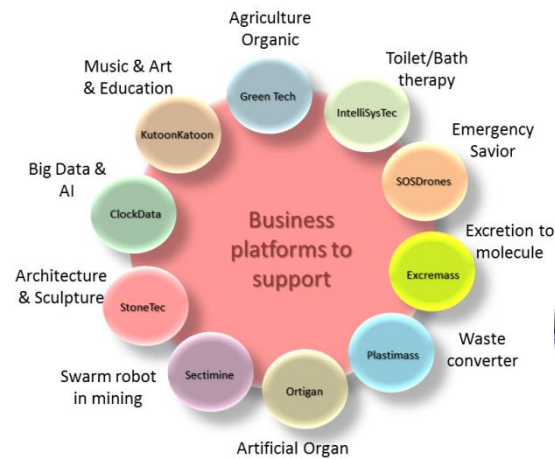 Agriculture
Organic
Green Tech
Toilet/Bath
therapy
IntelliSysTec
Emergency
Savior
SOSDrones
Excretion to
molecule
Excremass
Waste
converter
Plastimass
Artificial Organ
Ortigan
Swarm robot
in mining
Sectimine
Architecture
& Sculpture
StoneTec
Big Data &
AI
ClockData
Music & Art
& Education
KutoonKatoon
Business
platforms to
support